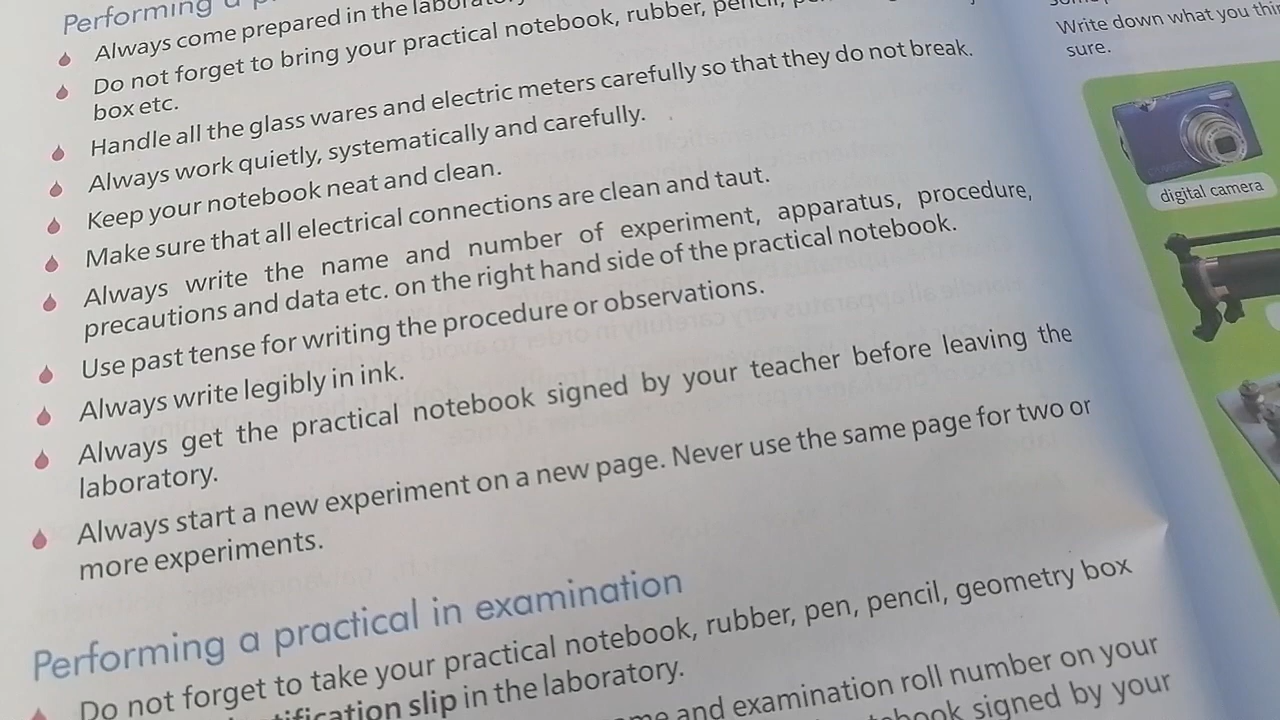 Performing a
Always come prepared in the
Do not forget to bring your practical notebook, rubber, pencil,
box etc.
Handle all the glass wares and electric meters carefully so that they do not break.
Always work quietly, systematically and carefully.
Keep your notebook neat and clean.
Make sure that all electrical connections are clean and taut.
Always write the name and number of experiment, apparatus, procedure,
precautions and data etc. on the right hand side of the practical notebook.
Use past tense for writing the procedure or observations.
Always write legibly in ink.
Always get the practical notebook signed by your teacher before leaving the
laboratory.
Always start a new experiment on a new page. Never use the same page for two or
more experiments.
Performing a practical in examination
Do not forget to take your practical notebook, rubber, pen, pencil, geometry box
slip in the laboratory.
and examination roll number on your
signed by your
Write down what you
sure.
digital camera